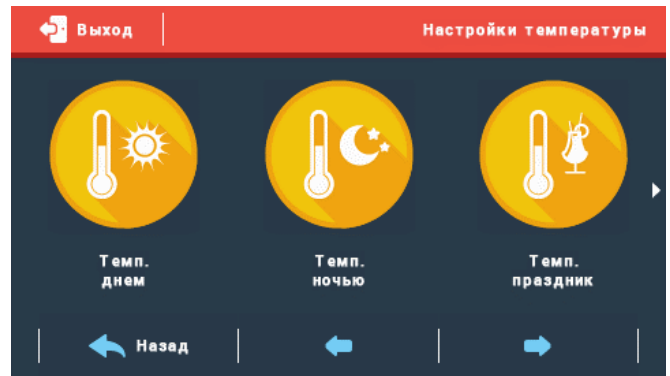 Выход
Настройки температуры
Темп.
днем
Темп.
ночью
Темп.
праздник
Назад